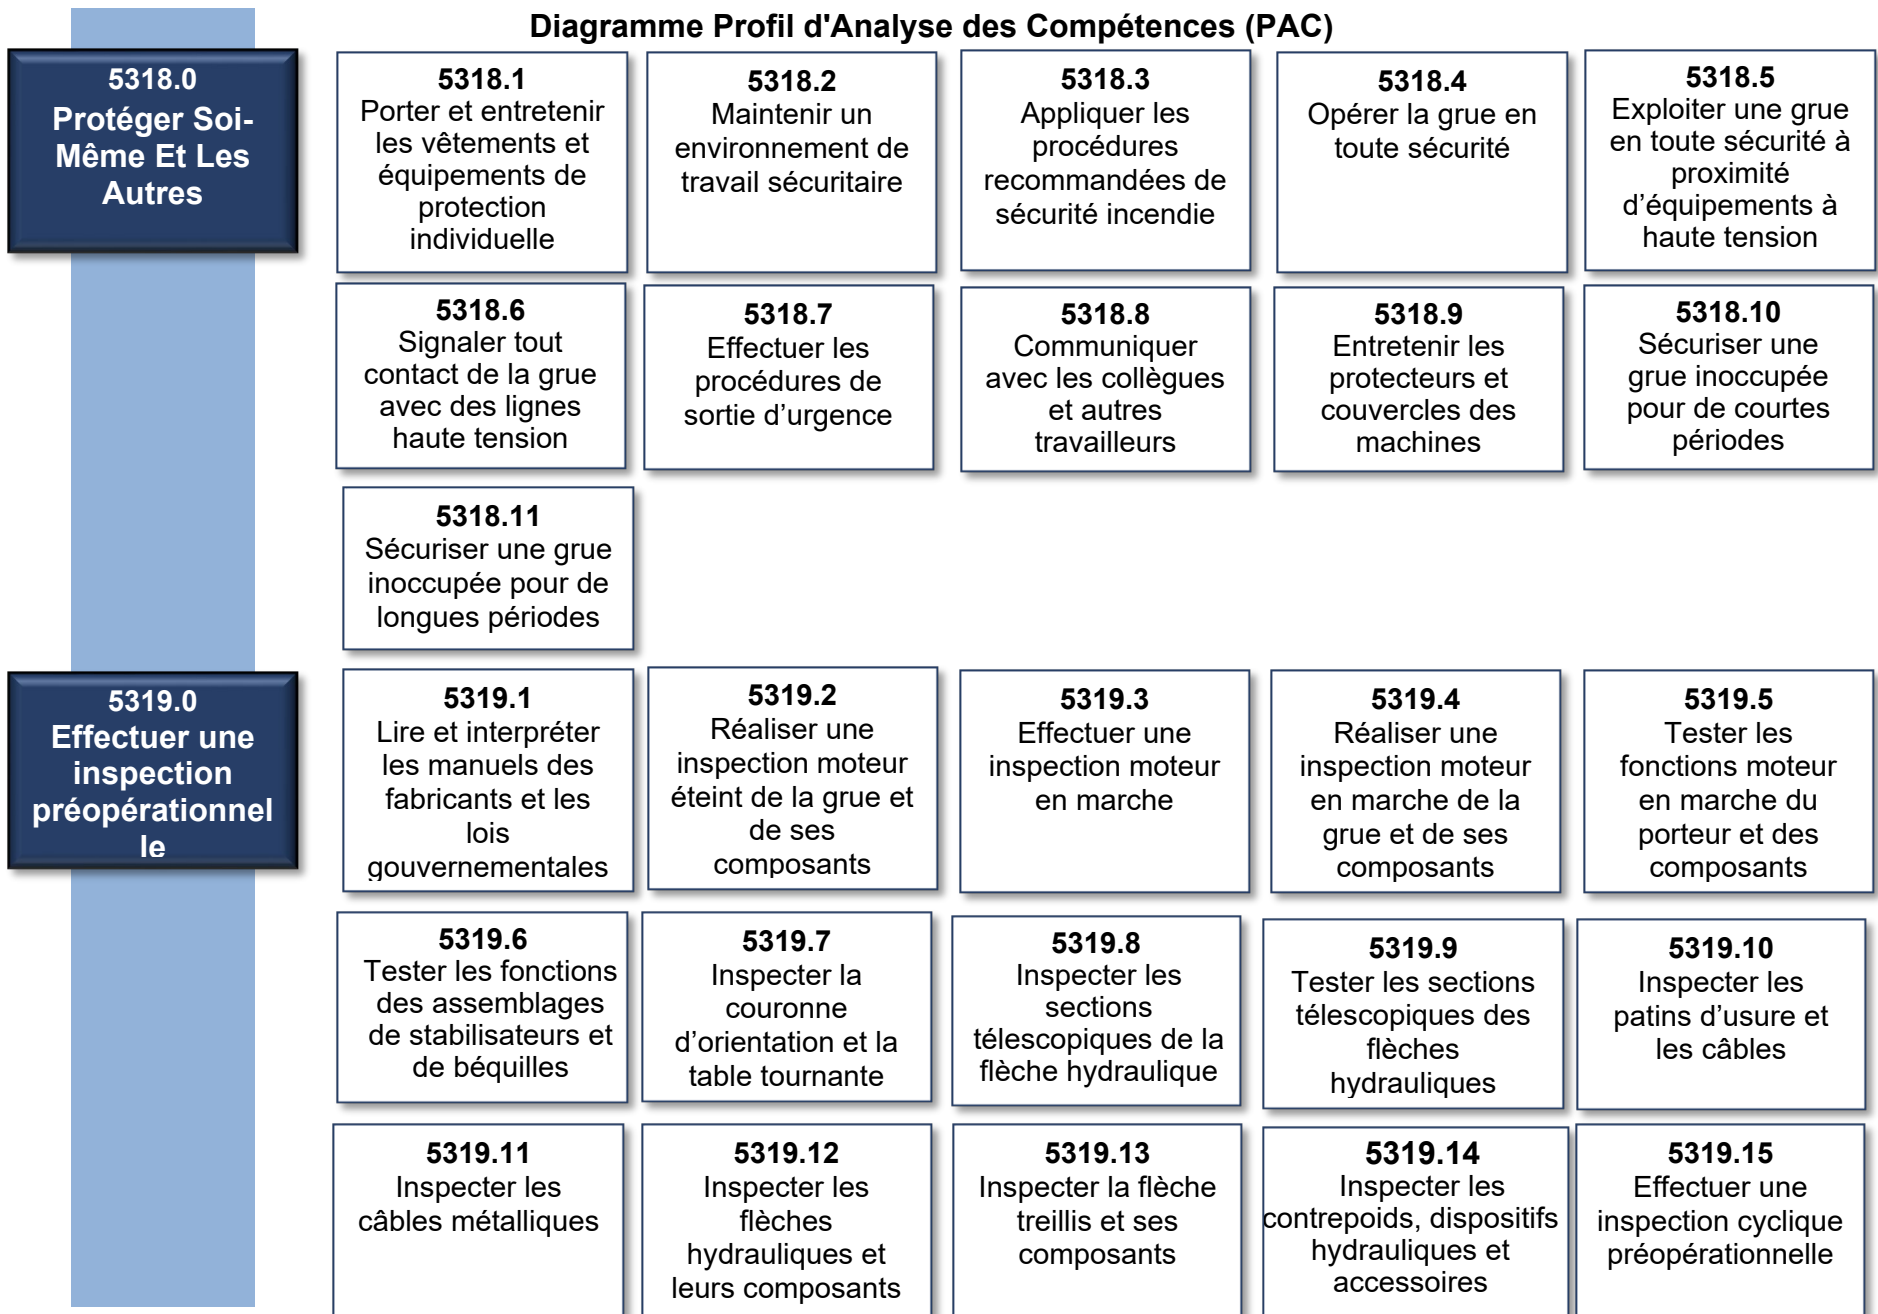 Diagramme Profil d'Analyse des Compétences (PAC)
5318.0
Protéger Soi-
Même Et Les
Autres
5318.1
Porter et entretenir
les vêtements et
équipements de
protection
individuelle
5318.2
Maintenir un
environnement de
travail sécuritaire
5318.3
Appliquer les
procédures
recommandées de
sécurité incendie
5318.4
Opérer la grue en
toute sécurité
5318.5
Exploiter une grue
en toute sécurité à
proximité
d’équipements à
haute tension
5318.6
Signaler tout
contact de la grue
avec des lignes
haute tension
5318.7
Effectuer les
procédures de
sortie d’urgence
5318.8
Communiquer
avec les collègues
et autres
travailleurs
5318.9
Entretenir les
protecteurs et
couvercles des
machines
5318.10
Sécuriser une
grue inoccupée
pour de courtes
périodes
5318.11
Sécuriser une grue
inoccupée pour de
longues périodes
5319.0
Effectuer une
inspection
préopérationnel
le
5319.1
Lire et interpréter
les manuels des
fabricants et les
lois
gouvernementales
5319.2
Réaliser une
inspection moteur
éteint de la grue et
de ses
composants
5319.3
Effectuer une
inspection moteur
en marche
5319.4
Réaliser une
inspection moteur
en marche de la
grue et de ses
composants
5319.5
Tester les
fonctions moteur
en marche du
porteur et des
composants
5319.6
Tester les fonctions
des assemblages
de stabilisateurs et
de béquilles
5319.7
Inspecter la
couronne
d’orientation et la
table tournante
5319.8
Inspecter les
sections
télescopiques de la
flèche hydraulique
5319.9
Tester les sections
télescopiques des
flèches
hydrauliques
5319.10
Inspecter les
patins d’usure et
les câbles
5319.11
Inspecter les
câbles métalliques
5319.12
Inspecter les
flèches
hydrauliques et
leurs composants
5319.13
Inspecter la flèche
treillis et ses
composants
5319.14
Inspecter les
contrepoids, dispositifs
hydrauliques et
accessoires
5319.15
Effectuer une
inspection cyclique
préopérationnelle